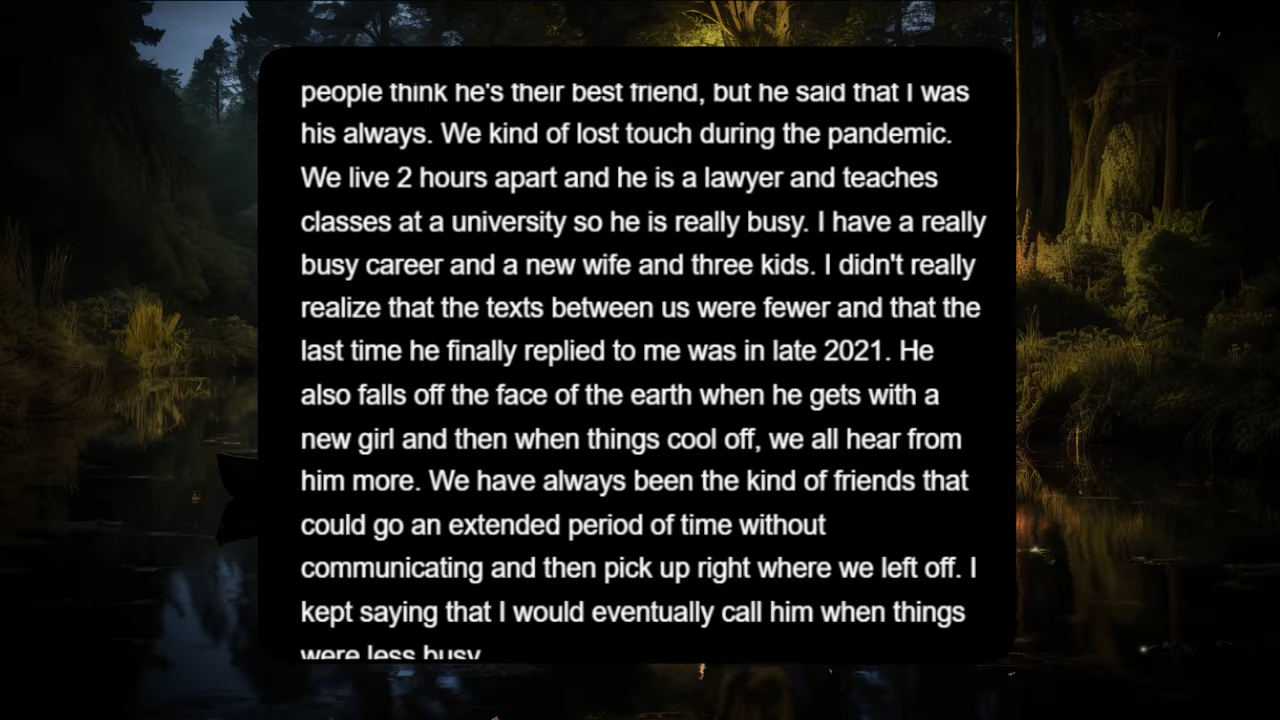 people think he's their best friend, but he said that I was
his always. We kind of lost touch during the pandemic.
We live 2 hours apart and he is a lawyer and teaches
classes at a university so he is really busy. I have a really
busy career and a new wife and three kids. I didn't really
realize that the texts between us were fewer and that the
last time he finally replied to me was in late 2021. He
also falls off the face of the earth when he gets with a
new girl and then when things cool off, we all hear from
him more. We have always been the kind of friends that
could go an extended period of time without
communicating and then pick up right where we left off. I
kept saying that I would eventually call him when things
were less busy